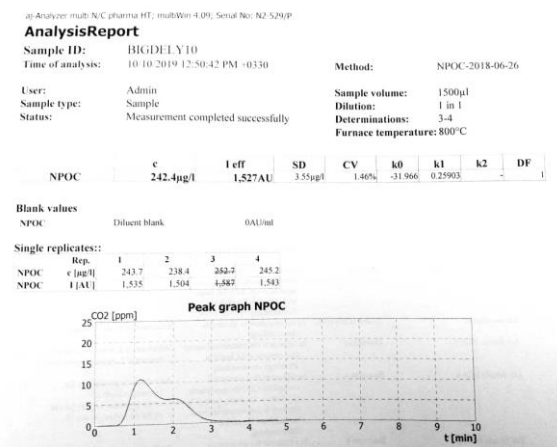 aj-Analyzer multi N/C pharma HT; multiWin 4.09; Serial No: N2-529/P
AnalysisReport
Sample ID: BIGDELY10
Time of analysis: 10 10 2019 12:50:42 PM +0330
Method: NPOC-2018-06-26
User: Admin
Sample type: Sample
Status: Measurement completed successfully
Sample volume: 1500µl
Dilution: 1 in 1
Determinations: 3-4
Furnace temperature: 800°C
c I eff SD CV k0 k1 k2 DF
NPOC 242.4µg/l 1,527AU 3.55µg/l 1.46% -31.966 0.25903 - 1
Blank values
NPOC Diluent blank 0AU/ml
Single replicates::
Rep. 1 2 3 4
NPOC c [µg/l] 243.7 238.4 252.7 245.2
NPOC I [AU] 1,535 1,504 1,587 1,543
Peak graph NPOC
CO2 [ppm]
25
20
15
10
5
0
0 1 2 3 4 5 6 7 8 9 10
t [min]